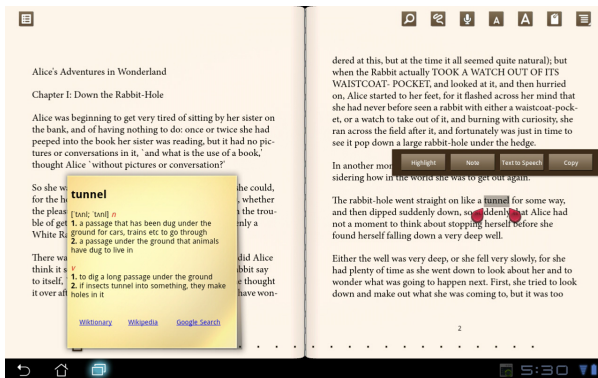 Alice's Adventures in Wonderland
Chapter I: Down the Rabbit-Hole
Alice was beginning to get very tired of sitting by her sister on
the bank, and of having nothing to do: once or twice she had
peeped into the book her sister was reading, but it had no pic-
tures or conversations in it, `and what is the use of a book,'
thought Alice `without pictures or conversation?'
So she wa
she could,
for the h
, whether
the pleas
the trou-
ble of get
enly a
White Ra
There wa
did Alice
think it s
bbit say
to itself, `
e thought
it over aft
have won-
tunnel
['tʌnl; 'tʌnl] n
1. a passage that has been dug under the
ground for cars, trains etc to go through
2. a passage under the ground that animals
have dug to live in
v
1. to dig a long passage under the ground
2. if insects tunnel into something, they make
holes in it
Wiktionary Wikipedia Google Search
A A
dered at this, but at the time it all seemed quite natural); but
when the Rabbit actually TOOK A WATCH OUT OF ITS
WAISTCOAT- POCKET, and looked at it, and then hurried
on, Alice started to her feet, for it flashed across her mind that
she had never before seen a rabbit with either a waistcoat-pock-
et, or a watch to take out of it, and burning with curiosity, she
ran across the field after it, and fortunately was just in time to
see it pop down a large rabbit-hole under the hedge.
Highlight Note Text to Speech Copy
In another mo
sidering how in the world she was to get out again.
The rabbit-hole went straight on like a tunnel for some way,
and then dipped suddenly down, so suddenly that Alice had
not a moment to think about stopping herself before she
found herself falling down a very deep well.
Either the well was very deep, or she fell very slowly, for she
had plenty of time as she went down to look about her and to
wonder what was going to happen next. First, she tried to look
down and make out what she was coming to, but it was too
2
5:30